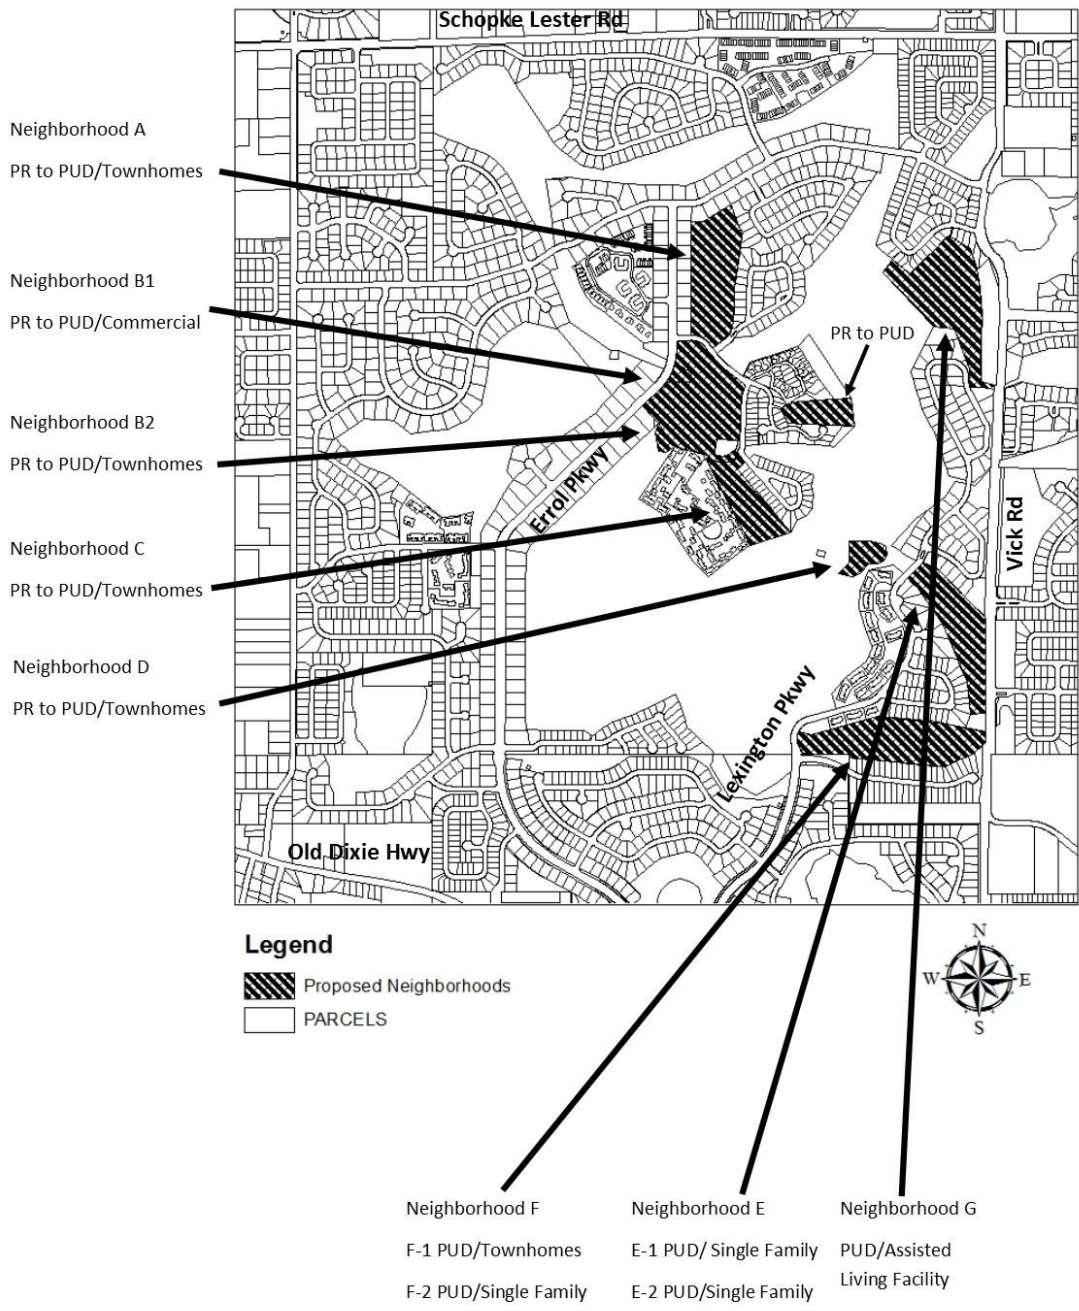 Schopke Lester Rd
Neighborhood A
PR to PUD/Townhomes
Neighborhood B1
PR to PUD/Commercial
PR to PUD
Neighborhood B2
PR to PUD/Townhomes
Errol Pkwy
Vick Rd
Neighborhood C
PR to PUD/Townhomes
Neighborhood D
PR to PUD/Townhomes
Lexington Pkwy
Old Dixie Hwy
Legend
Proposed Neighborhoods
PARCELS
N
W
E
S
Neighborhood F
F-1 PUD/Townhomes
F-2 PUD/Single Family
Neighborhood E
E-1 PUD/ Single Family
E-2 PUD/Single Family
Neighborhood G
PUD/Assisted
Living Facility